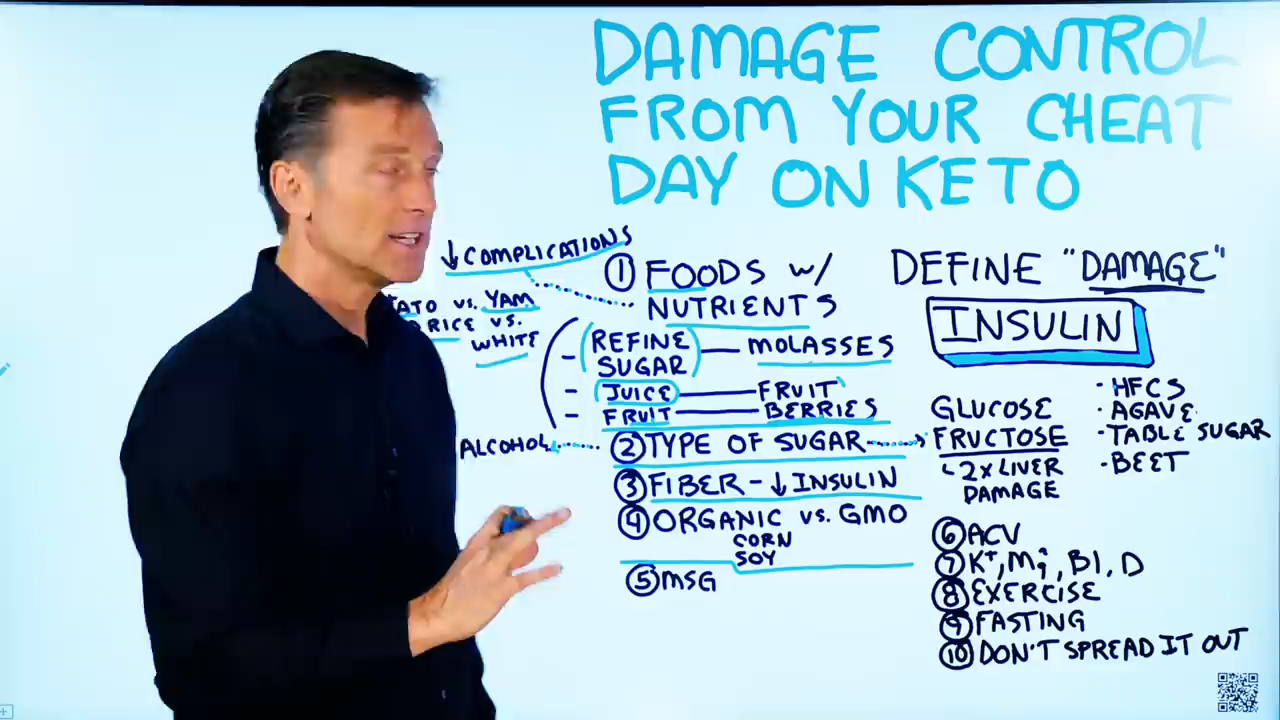 DAMAGE CONTROL
FROM YOUR CHEAT
DAY ON KETO
↓ COMPLICATIONS
① FOODS W/
NUTRIENTS
VS. YAM
RICE VS.
WHITE
- REFINE
SUGAR — MOLASSES
- JUICE — FRUIT
- FRUIT — BERRIES
ALCOHOL
② TYPE OF SUGAR
③ FIBER - ↓ INSULIN
④ ORGANIC VS. GMO
CORN
SOY
⑤ MSG
DEFINE "DAMAGE"
INSULIN
GLUCOSE
FRUCTOSE
2X LIVER
DAMAGE
· HFCS
· AGAVE
· TABLE SUGAR
· BEET
⑥ ACV
⑦ K+, Mg, B1, D
⑧ EXERCISE
⑨ FASTING
⑩ DON'T SPREAD IT OUT